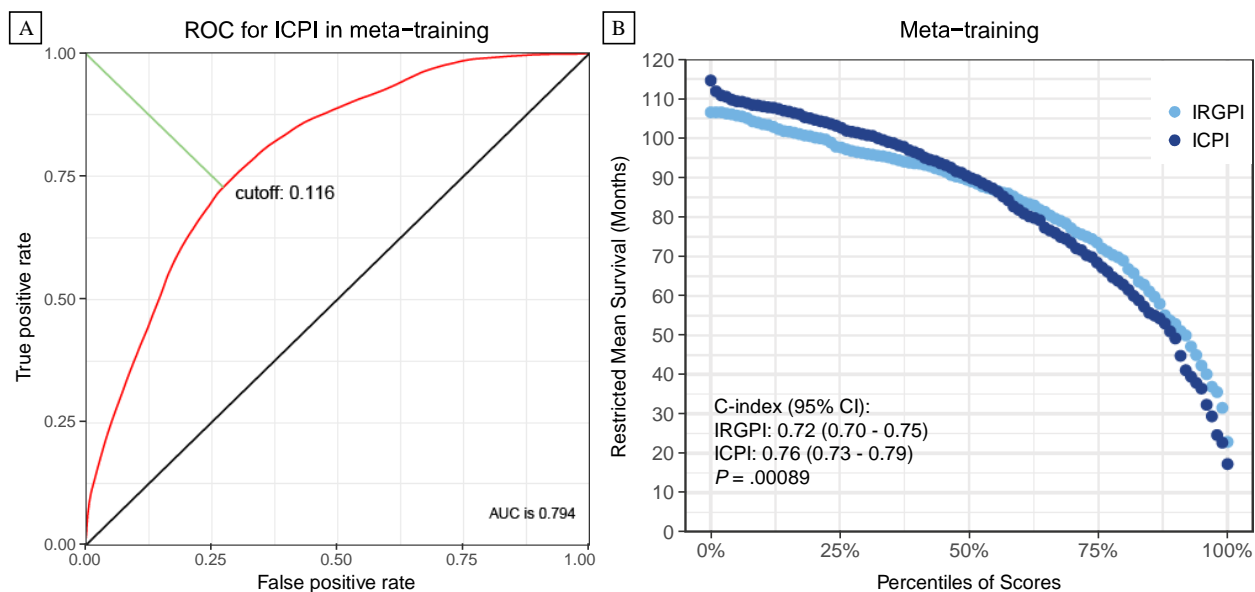 A
ROC for ICPI in meta−training
1.00
0.75
0.50
0.25
0.00
True positive rate
cutoff: 0.116
AUC is 0.794
0.00 0.25 0.50 0.75 1.00
False positive rate
B
Meta−training
120
110
100
90
80
70
60
50
40
30
20
10
0
Restricted Mean Survival (Months)
IRGPI
ICPI
C-index (95% CI):
IRGPI: 0.72 (0.70 - 0.75)
ICPI: 0.76 (0.73 - 0.79)
P = .00089
0% 25% 50% 75% 100%
Percentiles of Scores